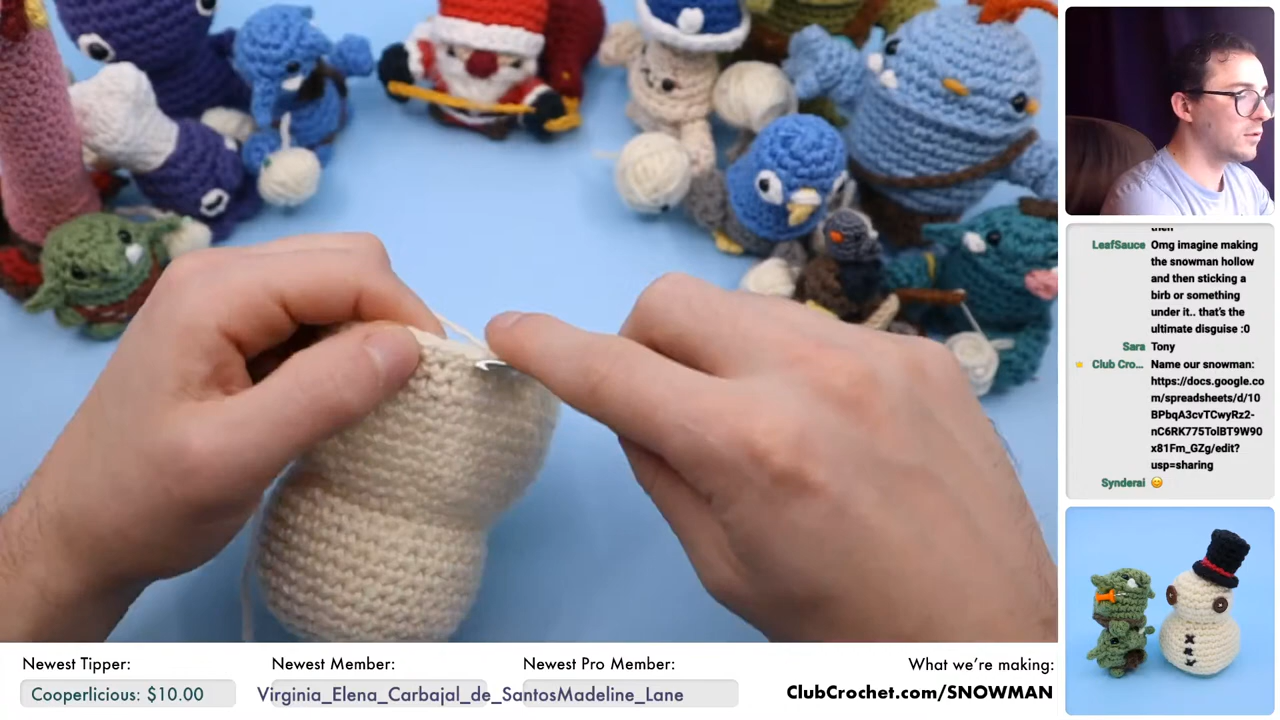 then
LeafSauce Omg imagine making
the snowman hollow
and then sticking a
birb or something
under it.. that's the
ultimate disguise :0
Sara Tony
Club Cro... Name our snowman:
https://docs.google.co
m/spreadsheets/d/10
BPbqA3cvTCwyRz2-
nC6RK775TolBT9W90
x81Fm_GZg/edit?
usp=sharing
Synderai 😊
Newest Tipper:
Cooperlicious: $10.00
Newest Member:
Virginia_Elena_Carbajal_de_Santos
Newest Pro Member:
Madeline_Lane
What we're making:
ClubCrochet.com/SNOWMAN